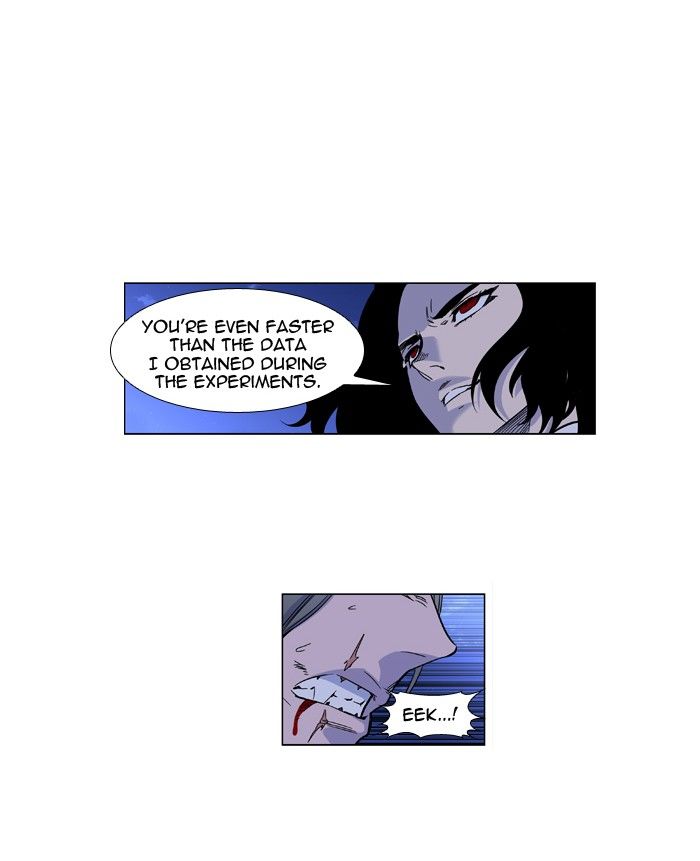 YOU'RE EVEN FASTER
THAN THE DATA
I OBTAINED DURING
THE EXPERIMENTS.
EEK...!